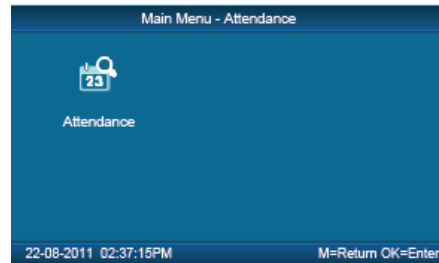 Main Menu - Attendance
23
Attendance
22-08-2011 02:37:15PM M=Return OK=Enter